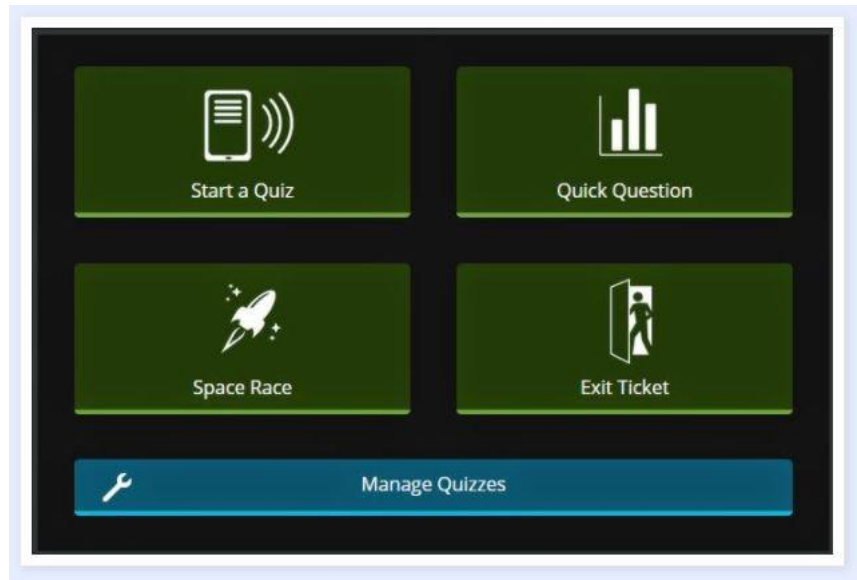 Start a Quiz
Quick Question
Space Race
Exit Ticket
Manage Quizzes